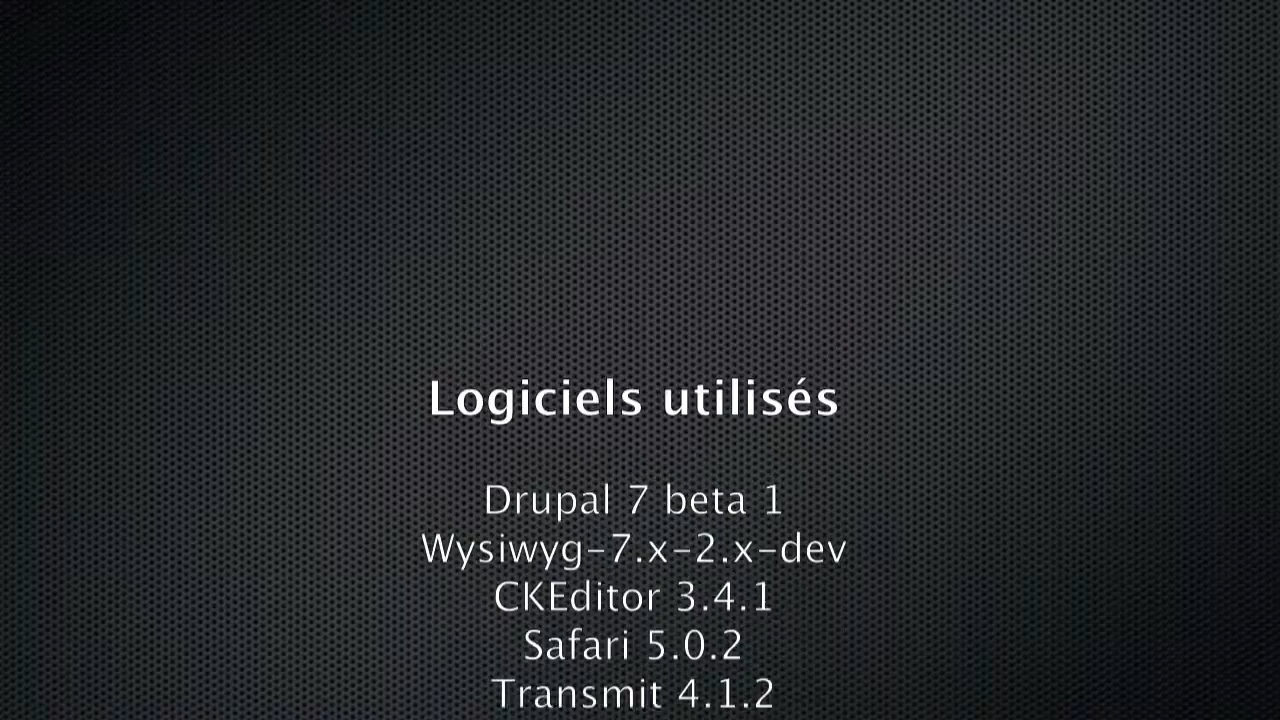 Logiciels utilisés
Drupal 7 beta 1
Wysiwyg-7.x-2.x-dev
CKEditor 3.4.1
Safari 5.0.2
Transmit 4.1.2